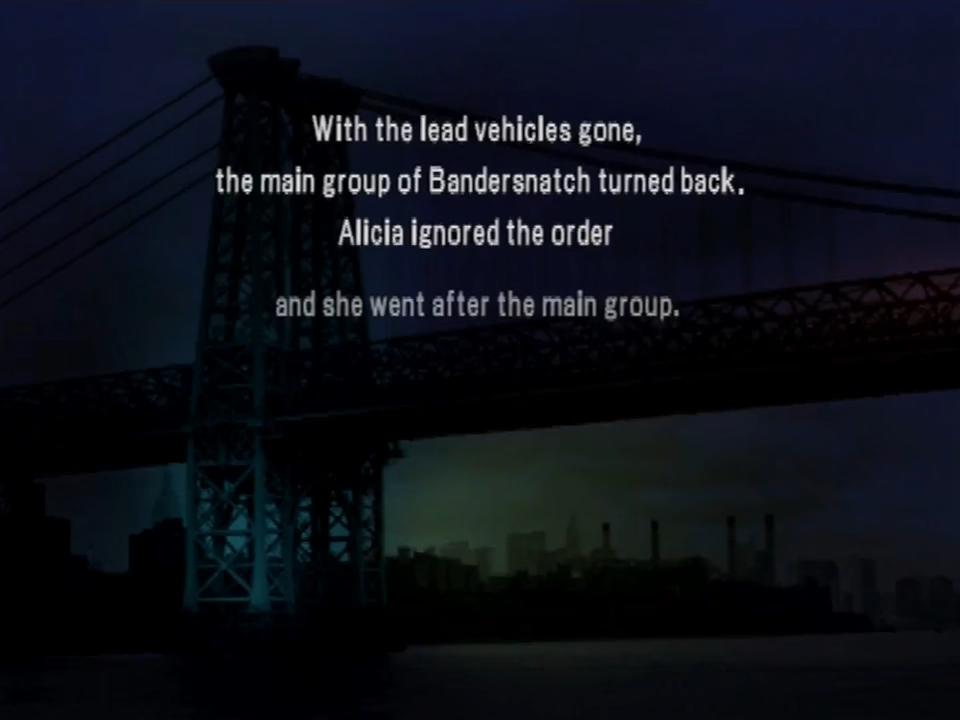 With the lead vehicles gone,
the main group of Bandersnatch turned back.
Alicia ignored the order
and she went after the main group.